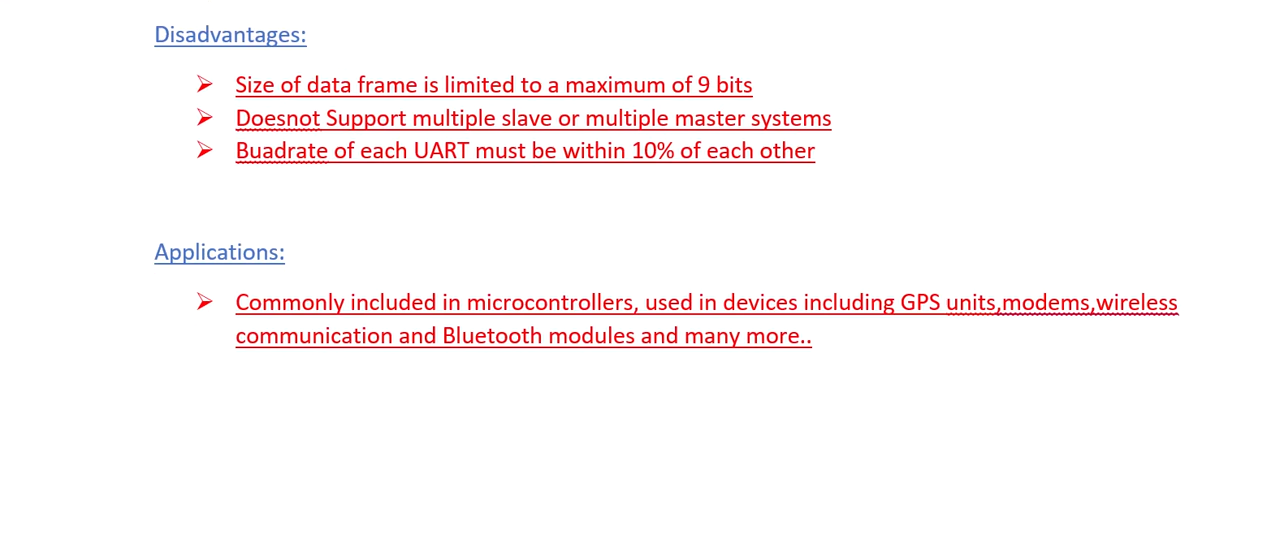 Disadvantages:
Size of data frame is limited to a maximum of 9 bits
Doesnot Support multiple slave or multiple master systems
Buadrate of each UART must be within 10% of each other
Applications:
Commonly included in microcontrollers, used in devices including GPS units,modems,wireless
communication and Bluetooth modules and many more..